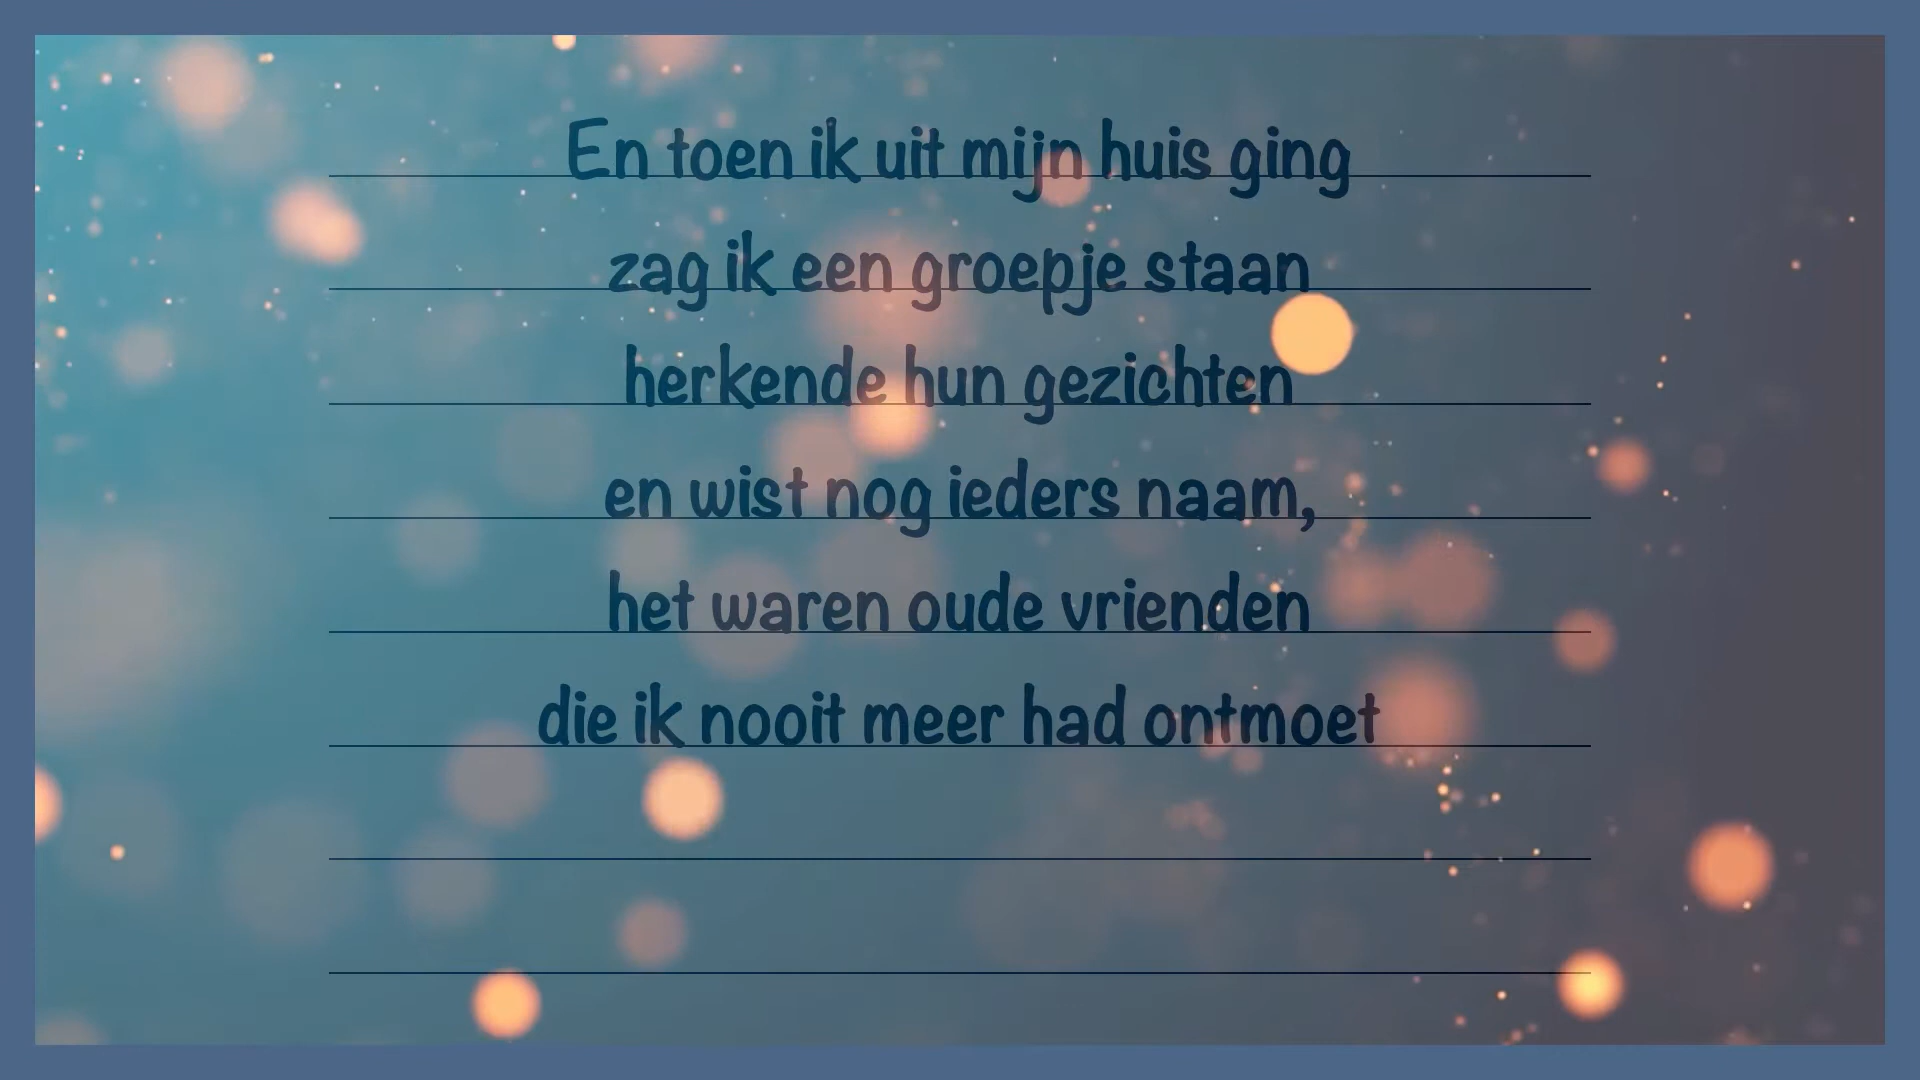 En toen ik uit mijn huis ging
zag ik een groepje staan
herkende hun gezichten
en wist nog ieders naam,
het waren oude vrienden
die ik nooit meer had ontmoet